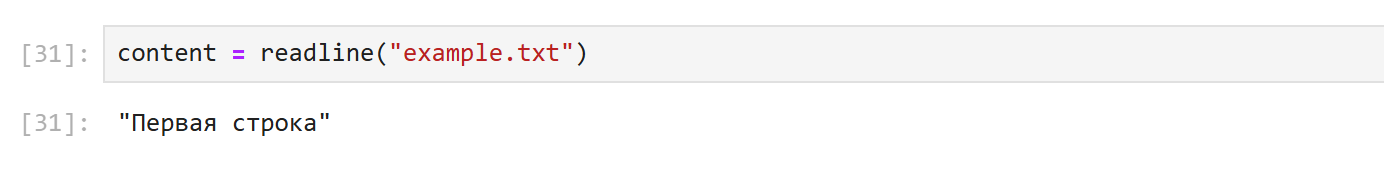 [31]: content = readline("example.txt")
[31]: "Первая строка"